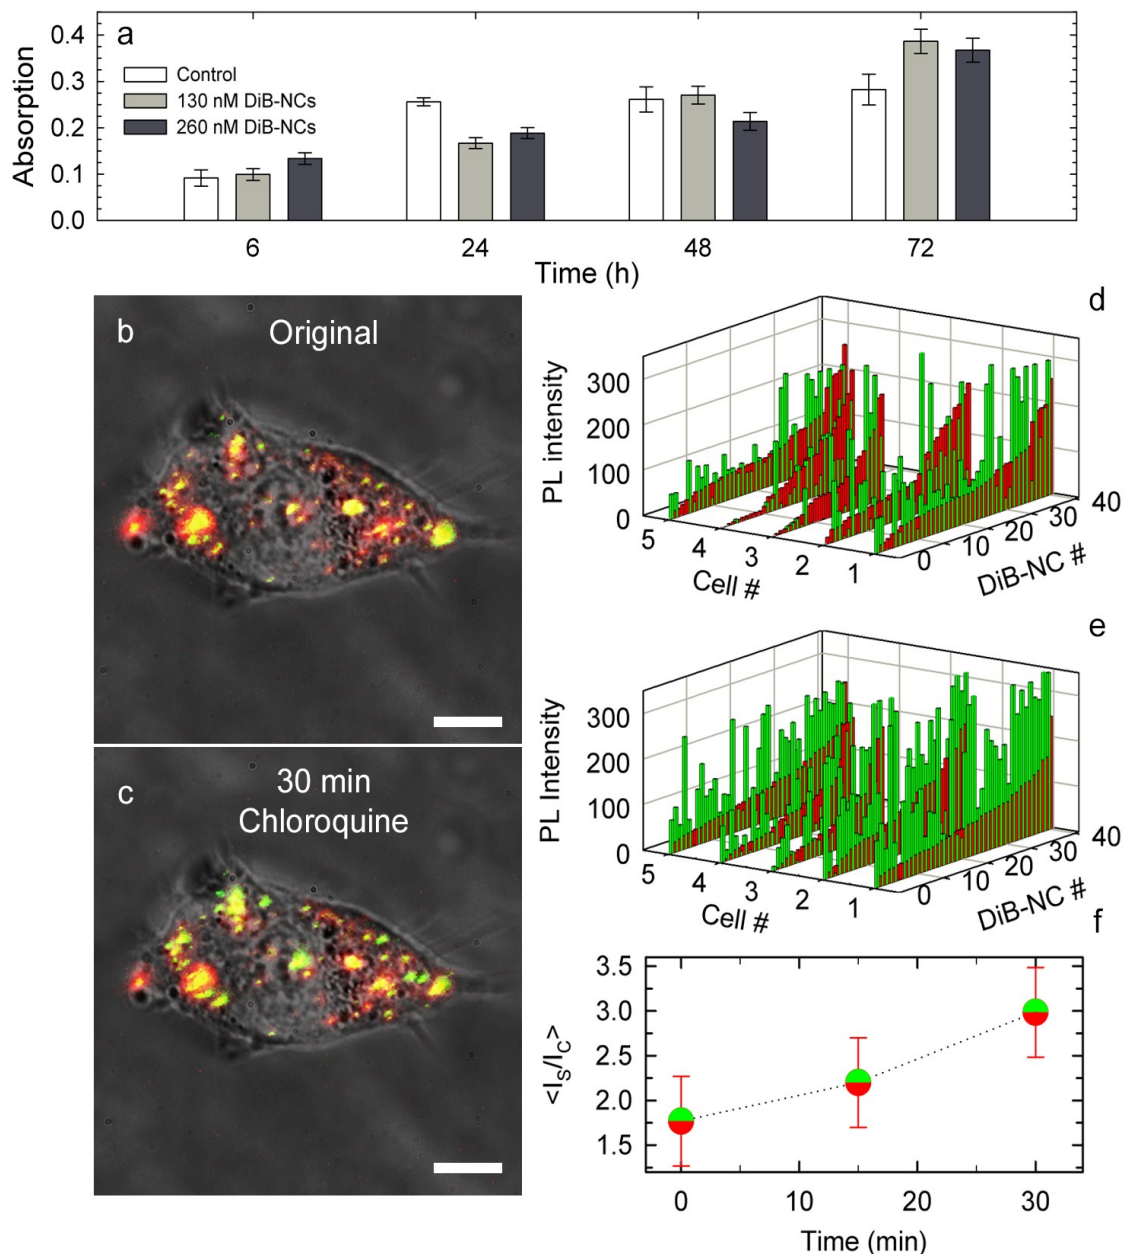 a
0.4
0.3
0.2
0.1
0.0
Absorption
Control
130 nM DiB-NCs
260 nM DiB-NCs
6 24 48 72
Time (h)
b
Original
c
30 min
Chloroquine
d
PL intensity
300
200
100
0
5 4 3 2 1
Cell #
0 10 20 30 40
DiB-NC #
e
PL Intensity
300
200
100
0
5 4 3 2 1
Cell #
0 10 20 30 40
DiB-NC #
f
<I_S/I_C>
3.5
3.0
2.5
2.0
1.5
0 10 20 30
Time (min)